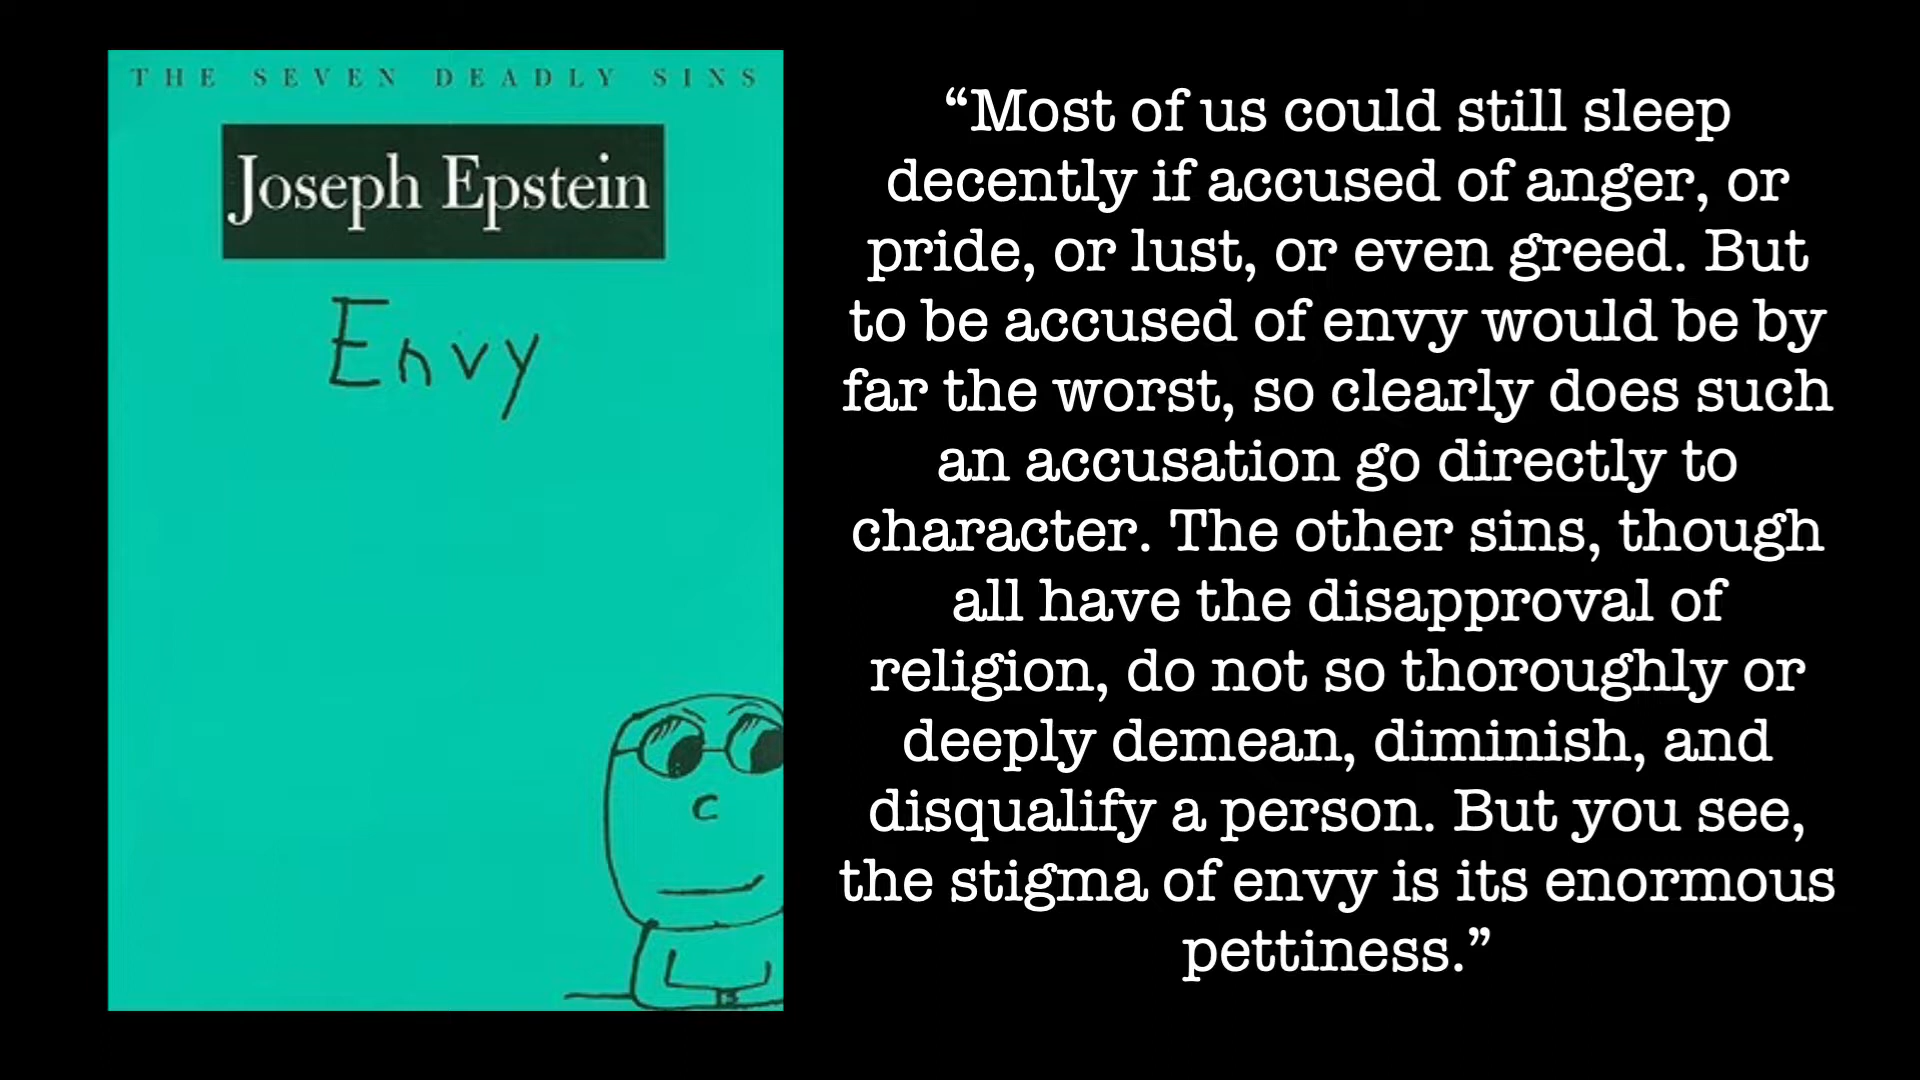 THE SEVEN DEADLY SINS
Joseph Epstein
Envy
“Most of us could still sleep
decently if accused of anger, or
pride, or lust, or even greed. But
to be accused of envy would be by
far the worst, so clearly does such
an accusation go directly to
character. The other sins, though
all have the disapproval of
religion, do not so thoroughly or
deeply demean, diminish, and
disqualify a person. But you see,
the stigma of envy is its enormous
pettiness.”